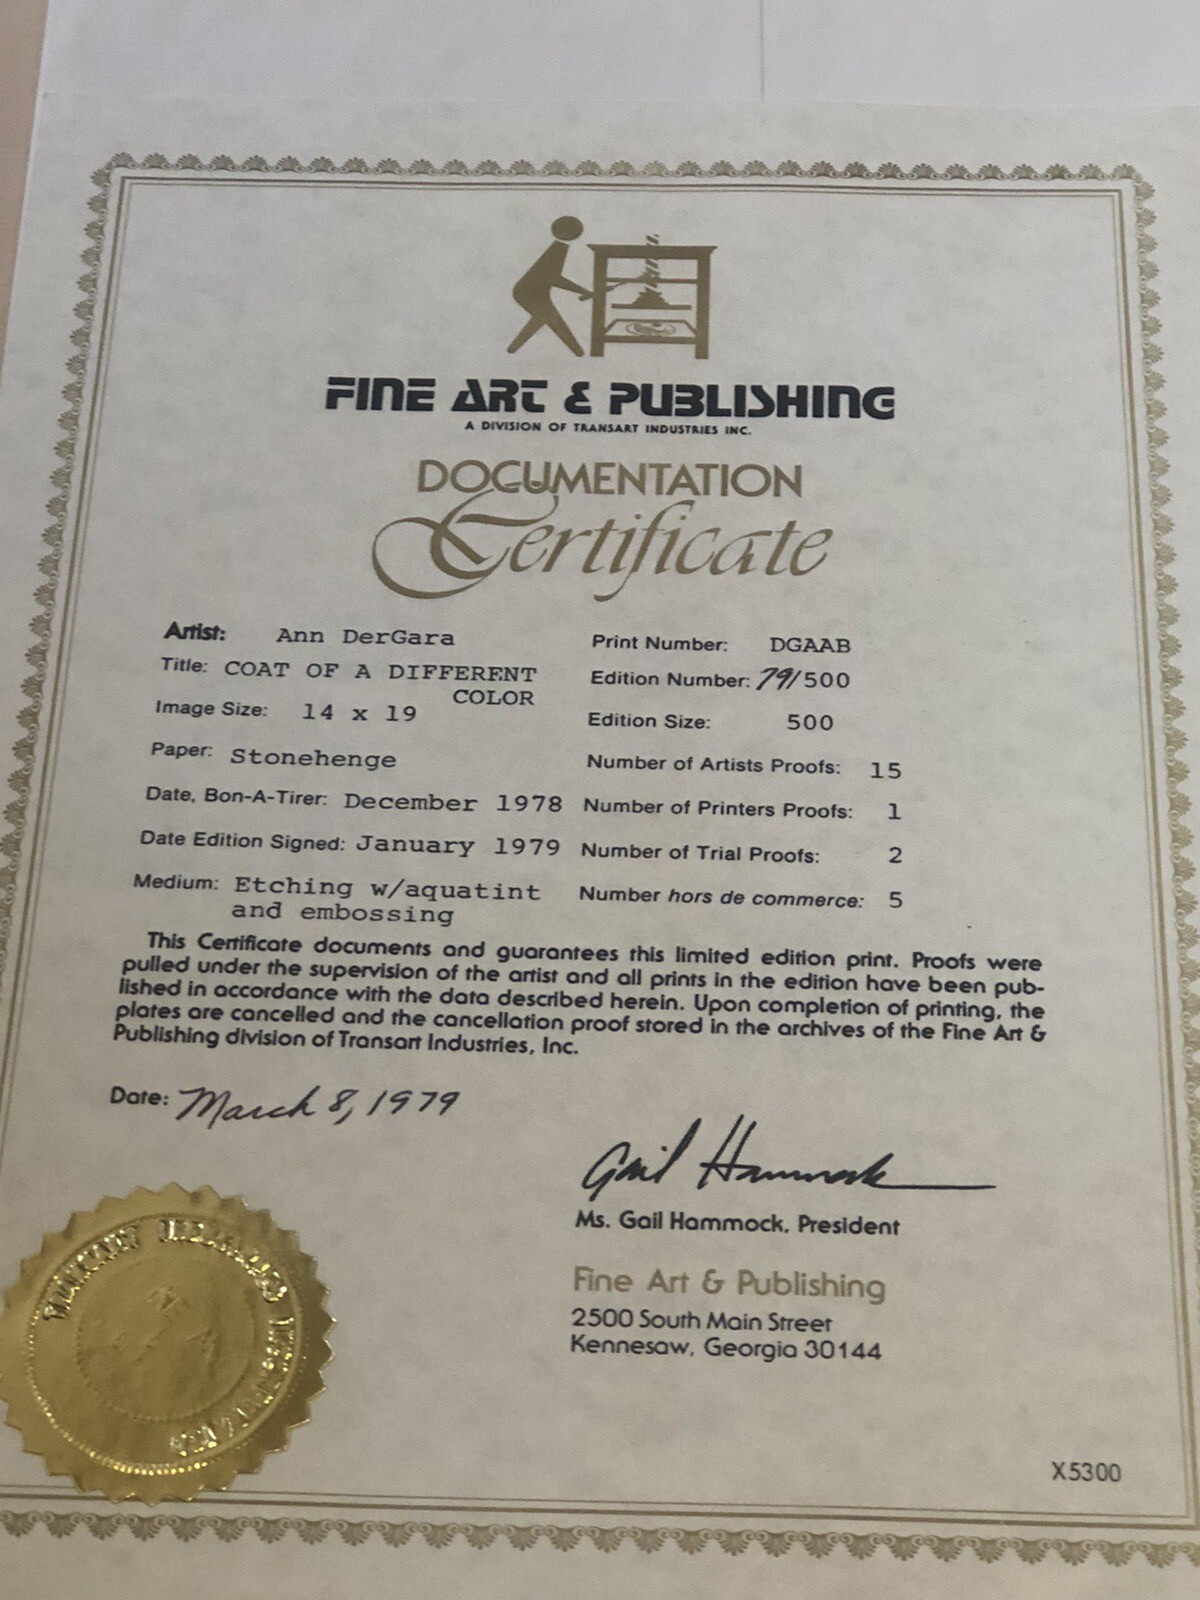 FINE ART & PUBLISHING
A DIVISION OF TRANSART INDUSTRIES INC.
DOCUMENTATION
Certificate
Artist: Ann DerGara
Title: COAT OF A DIFFERENT
COLOR
Image Size: 14 x 19
Paper: Stonehenge
Date, Bon-A-Tirer: December 1978
Date Edition Signed: January 1979
Medium: Etching w/aquatint
and embossing
Print Number: DGAAB
Edition Number: 79/500
Edition Size: 500
Number of Artists Proofs: 15
Number of Printers Proofs: 1
Number of Trial Proofs: 2
Number hors de commerce: 5
This Certificate documents and guarantees this limited edition print. Proofs were
pulled under the supervision of the artist and all prints in the edition have been pub-
lished in accordance with the data described herein. Upon completion of printing, the
plates are cancelled and the cancellation proof stored in the archives of the Fine Art &
Publishing division of Transart Industries, Inc.
Date: March 8, 1979
Gail Hammock
Ms. Gail Hammock, President
Fine Art & Publishing
2500 South Main Street
Kennesaw, Georgia 30144
X5300